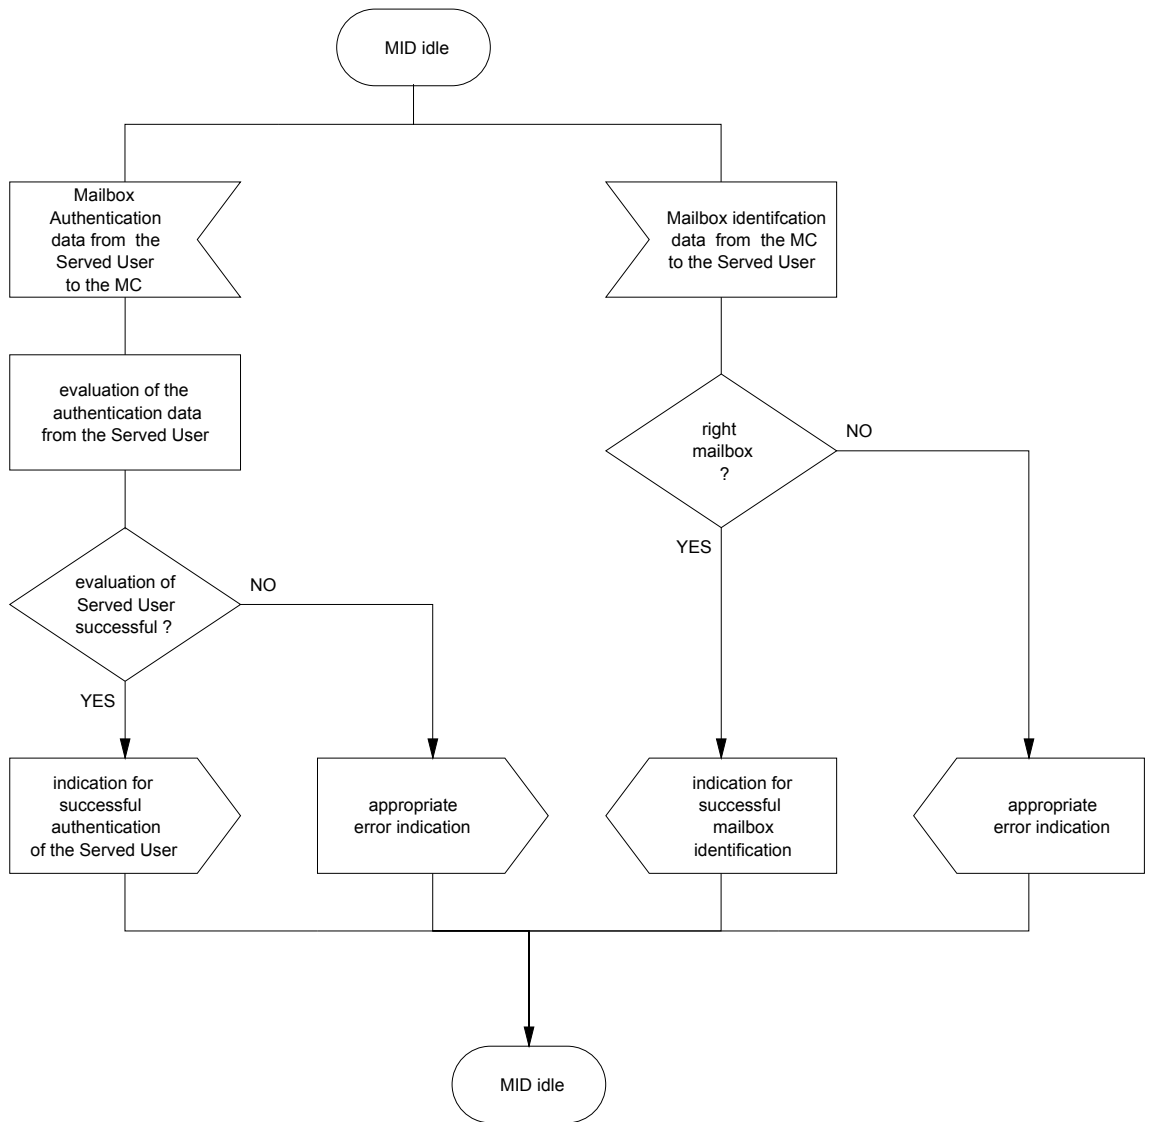 MID idle
Mailbox
Authentication
data from the
Served User
to the MC
Mailbox identifcation
data from the MC
to the Served User
evaluation of the
authentication data
from the Served User
right
mailbox
?
NO
YES
evaluation of
Served User
successful ?
NO
YES
indication for
successful
authentication
of the Served User
appropriate
error indication
indication for
successful
mailbox
identification
appropriate
error indication
MID idle